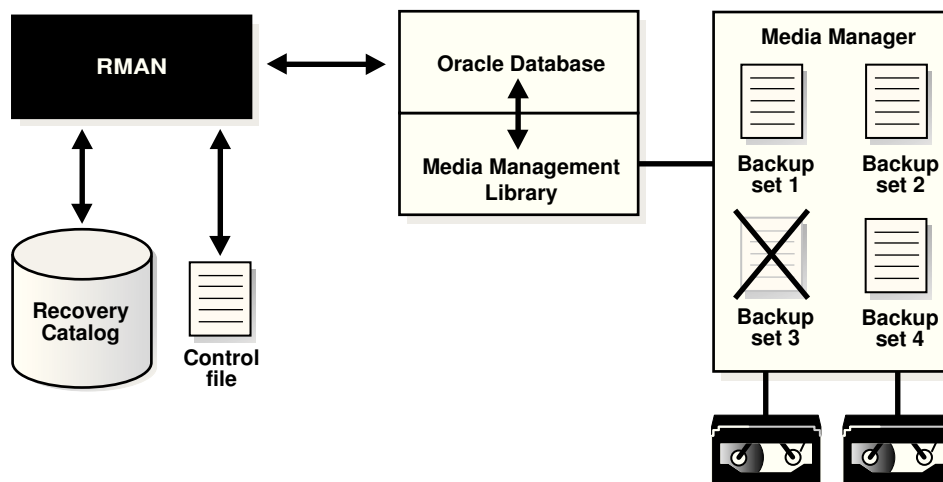 RMAN
Recovery
Catalog
Control
file
Oracle Database
Media Management
Library
Media Manager
Backup
set 1
Backup
set 2
Backup
set 3
Backup
set 4